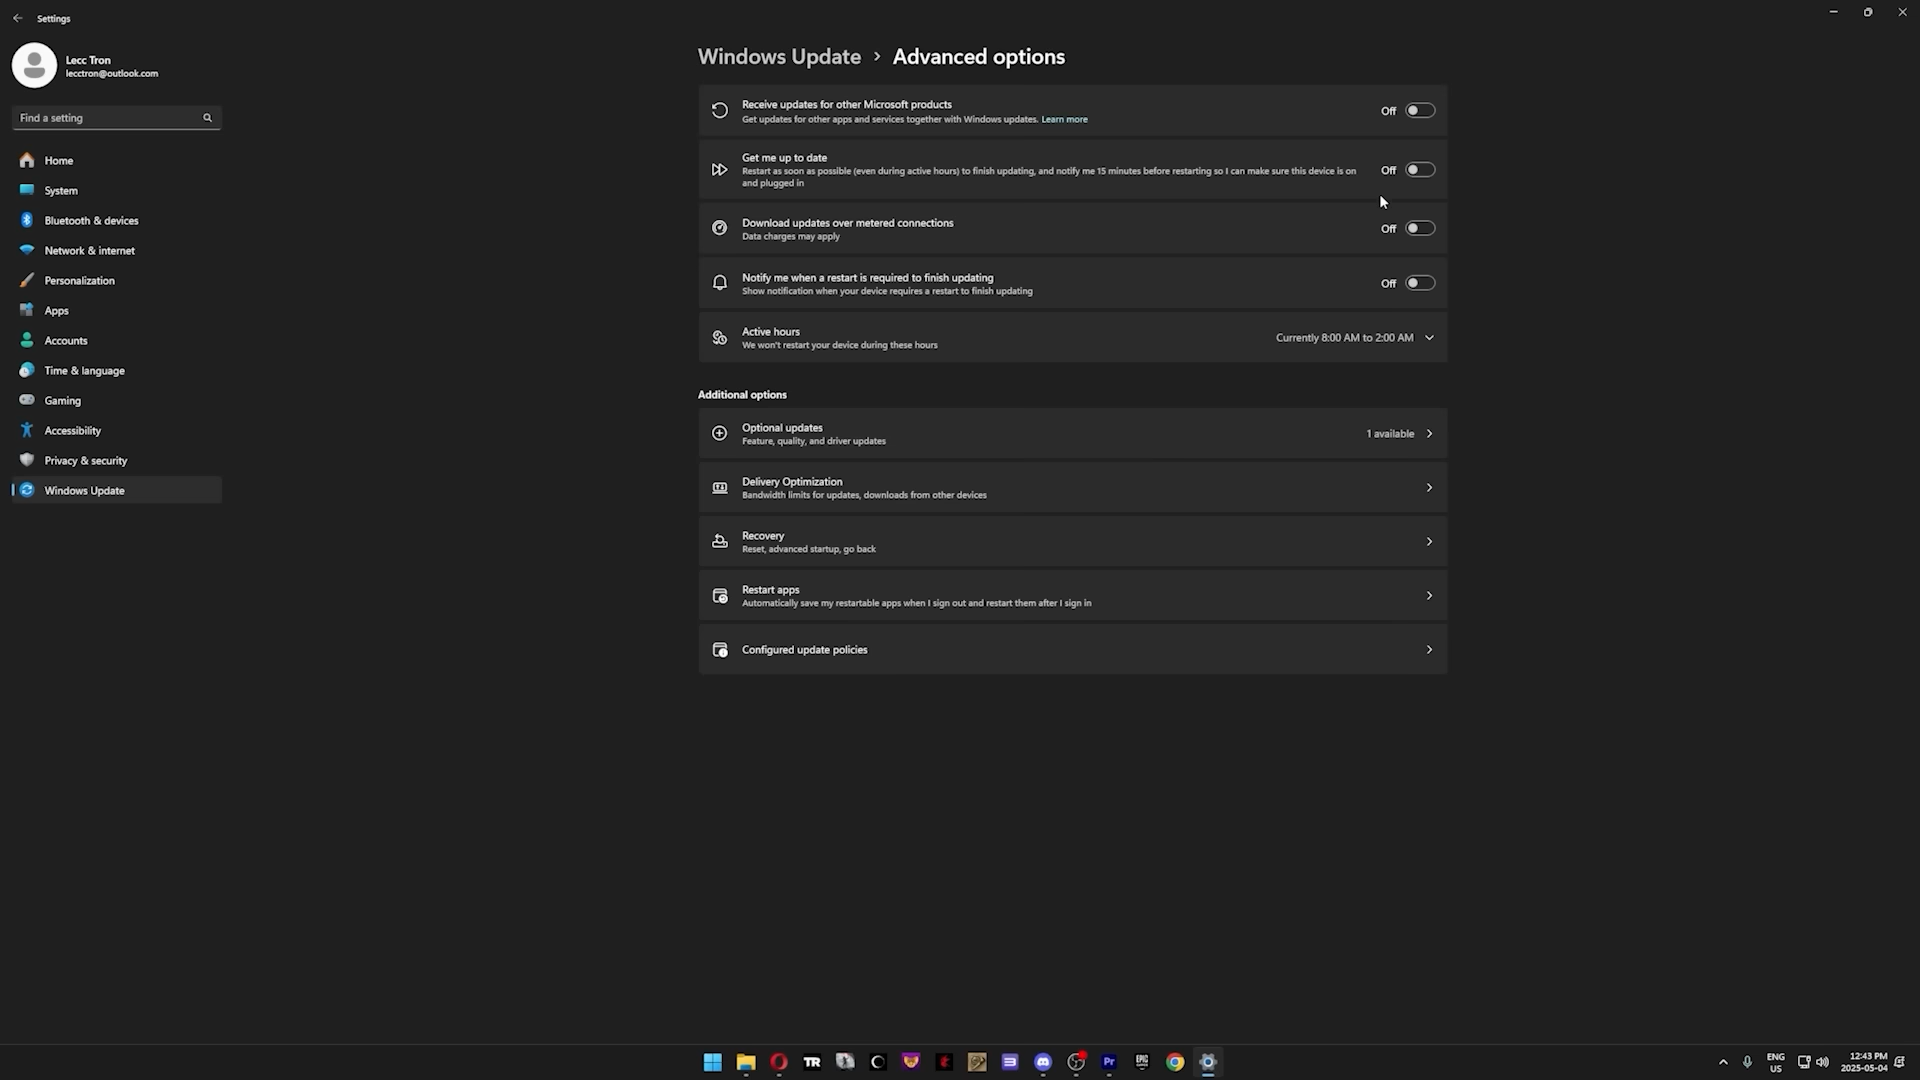 Settings
Lecc Tron
lecctron@outlook.com
Find a setting
Home
System
Bluetooth & devices
Network & internet
Personalization
Apps
Accounts
Time & language
Gaming
Accessibility
Privacy & security
Windows Update
Windows Update > Advanced options
Receive updates for other Microsoft products
Get updates for other apps and services together with Windows updates. Learn more
Off
Get me up to date
Restart as soon as possible (even during active hours) to finish updating, and notify me 15 minutes before restarting so I can make sure this device is on
and plugged in
Off
Download updates over metered connections
Data charges may apply
Off
Notify me when a restart is required to finish updating
Show notification when your device requires a restart to finish updating
Off
Active hours
We won't restart your device during these hours
Currently 8:00 AM to 2:00 AM
Additional options
Optional updates
Feature, quality, and driver updates
1 available
Delivery Optimization
Bandwidth limits for updates, downloads from other devices
Recovery
Reset, advanced startup, go back
Restart apps
Automatically save my restartable apps when I sign out and restart them after I sign in
Configured update policies
TR
Pr
EPIC
ENG
US
12:43 PM
2025-05-04